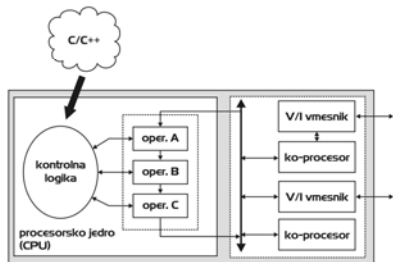 C/C++
kontrolna
logika
oper. A
oper. B
oper. C
procesorsko jedro
(CPU)
V/I vmesnik
ko-procesor
V/I vmesnik
ko-procesor